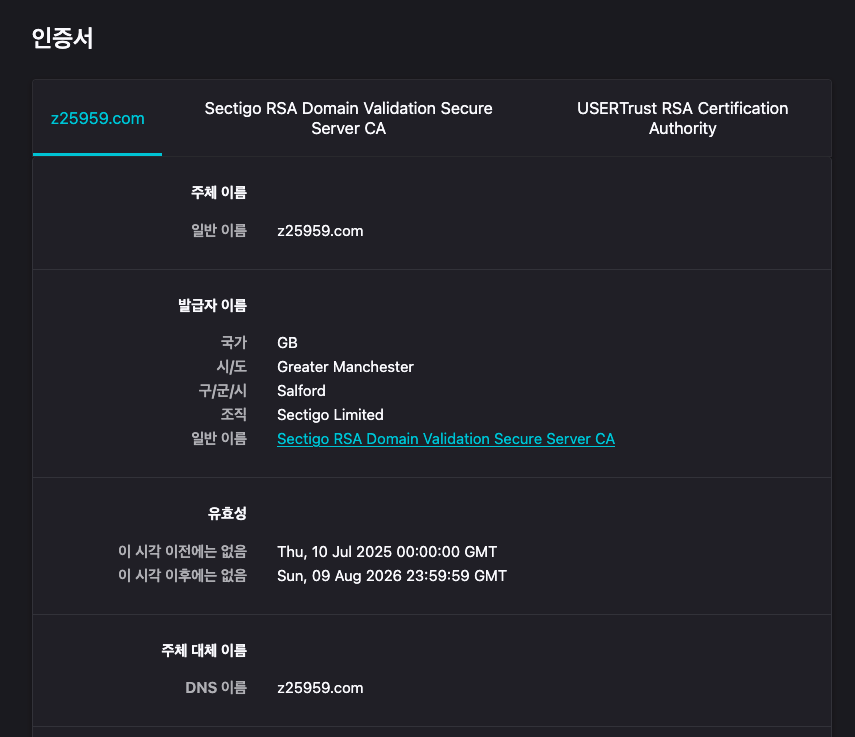 인증서
z25959.com
Sectigo RSA Domain Validation Secure
Server CA
USERTrust RSA Certification
Authority
주체 이름
일반 이름 z25959.com
발급자 이름
국가 GB
시/도 Greater Manchester
구/군/시 Salford
조직 Sectigo Limited
일반 이름 Sectigo RSA Domain Validation Secure Server CA
유효성
이 시각 이전에는 없음 Thu, 10 Jul 2025 00:00:00 GMT
이 시각 이후에는 없음 Sun, 09 Aug 2026 23:59:59 GMT
주체 대체 이름
DNS 이름 z25959.com